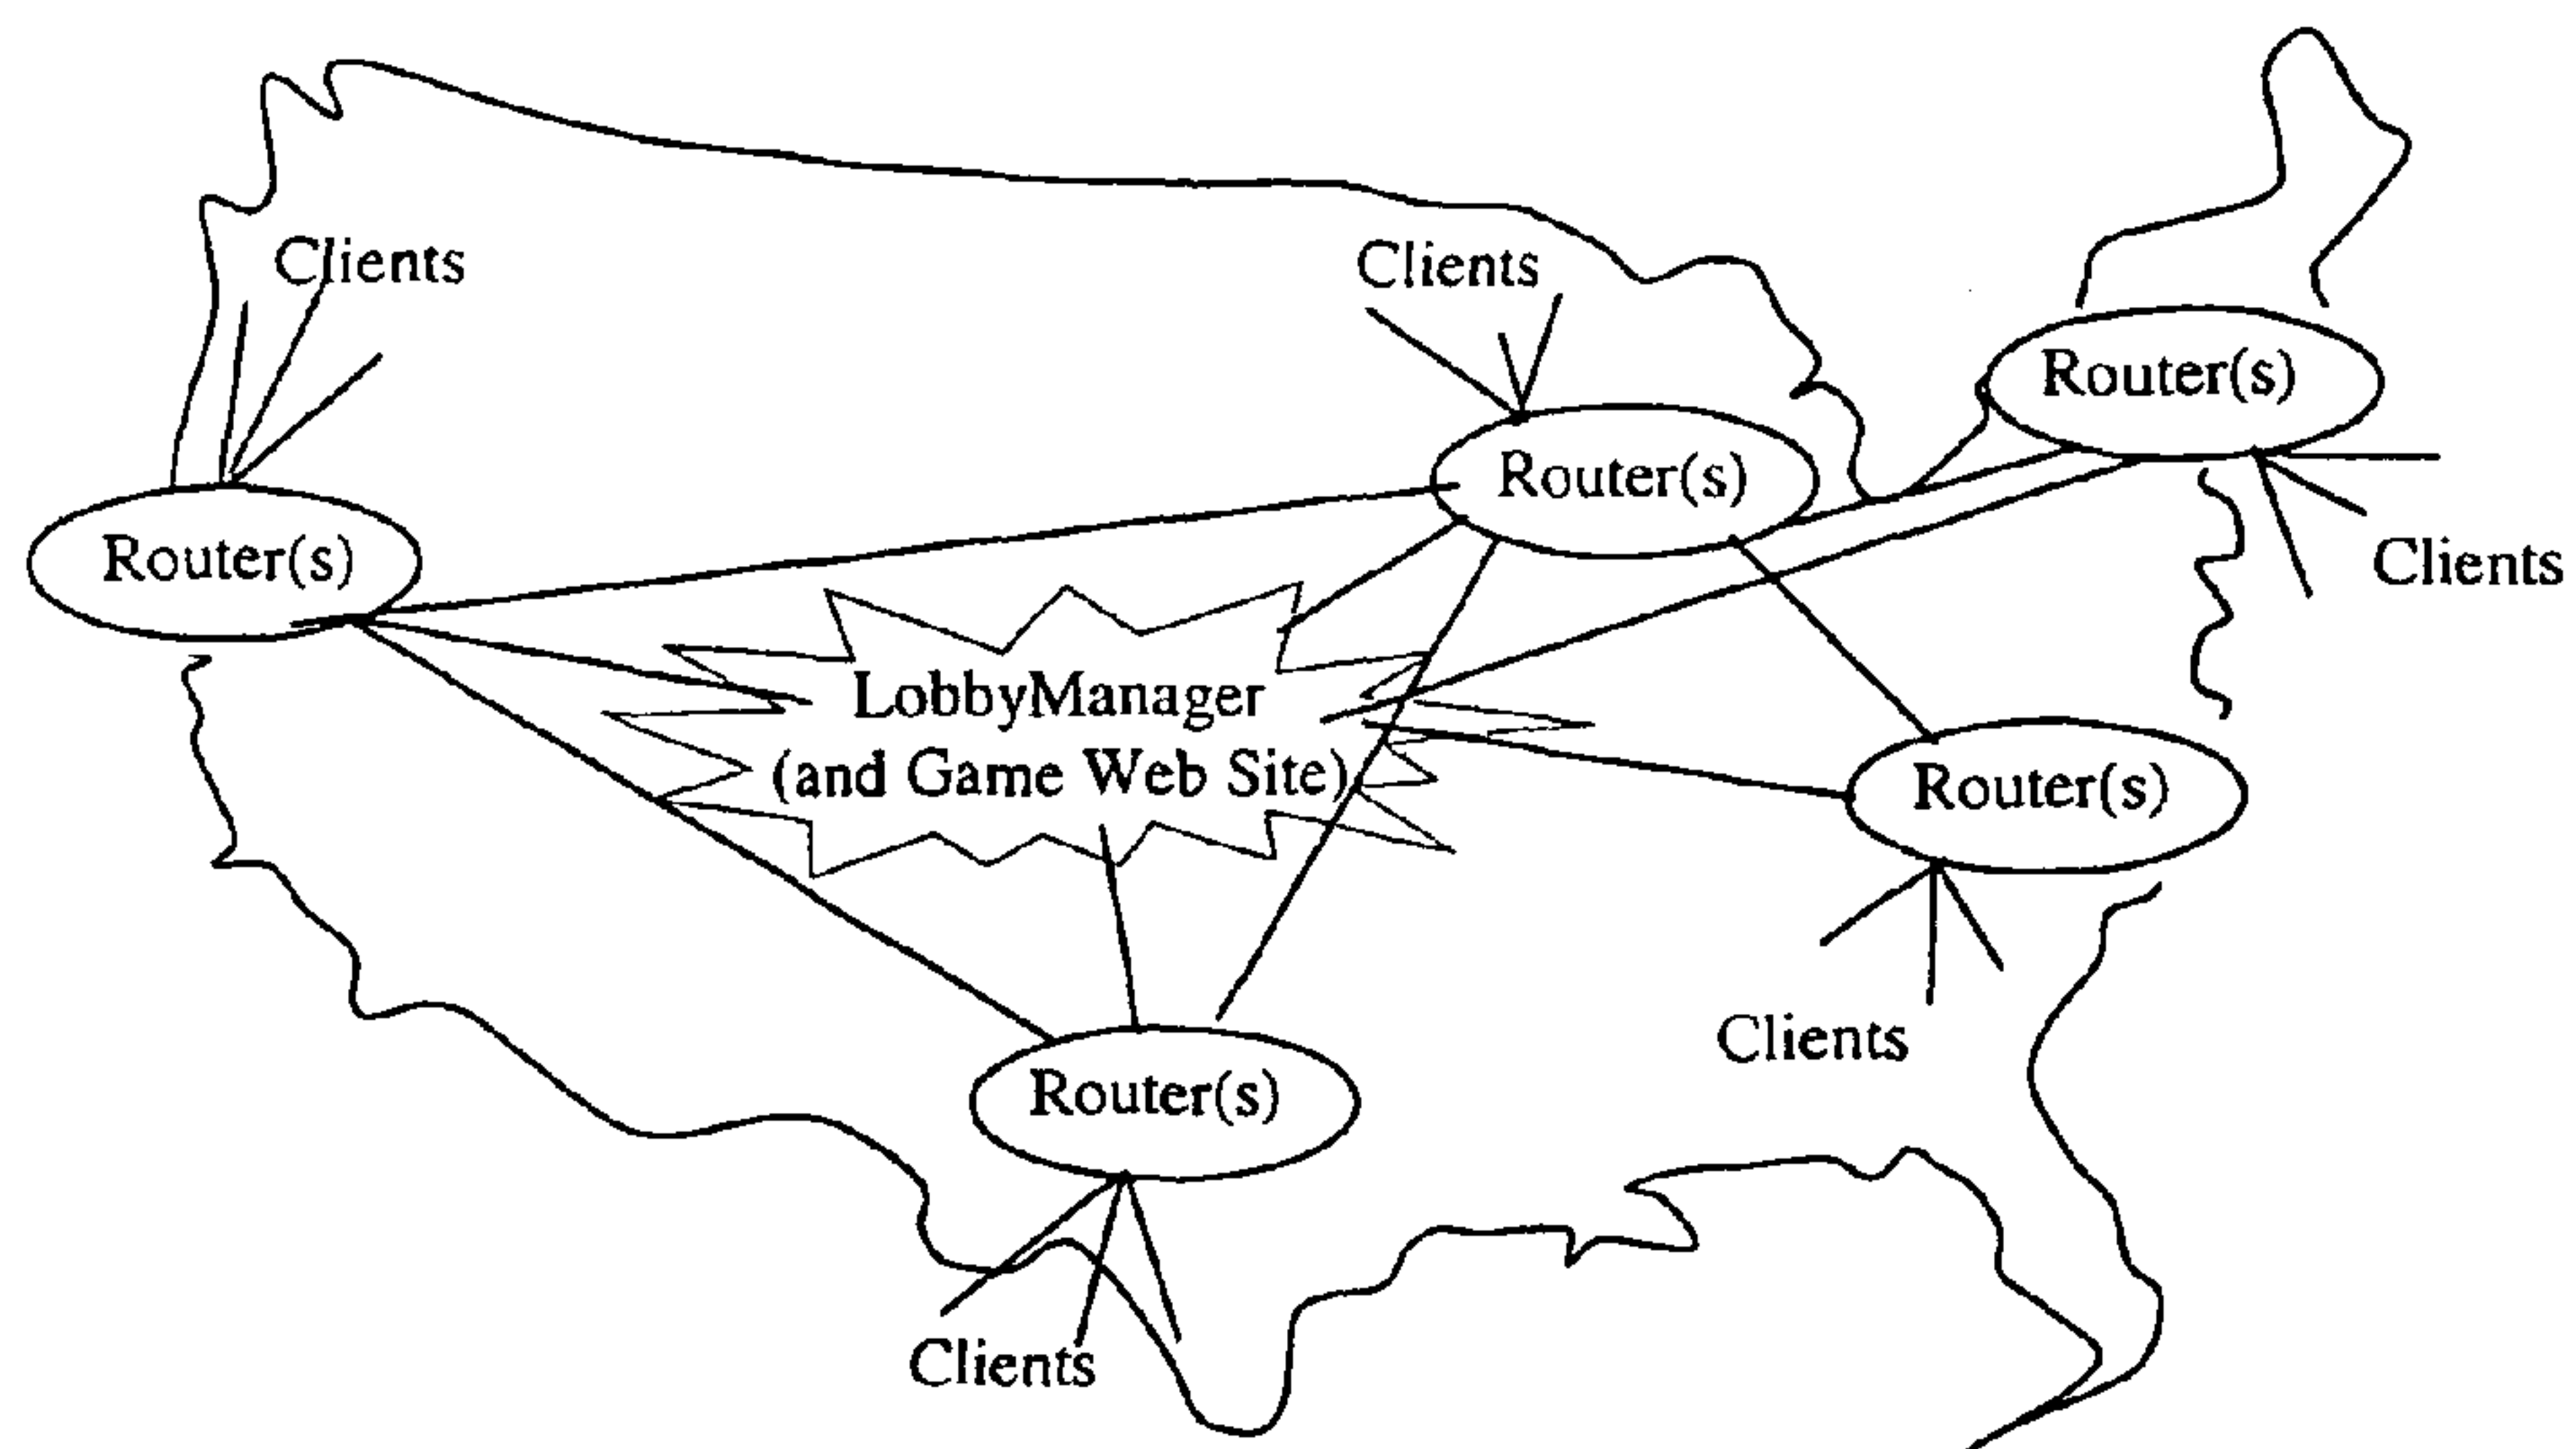 Clients
Clients
Router(s)
Router(s)
Router(s)
Clients
LobbyManager
(and Game Web Site)
Router(s)
Clients
Router(s)
Clients